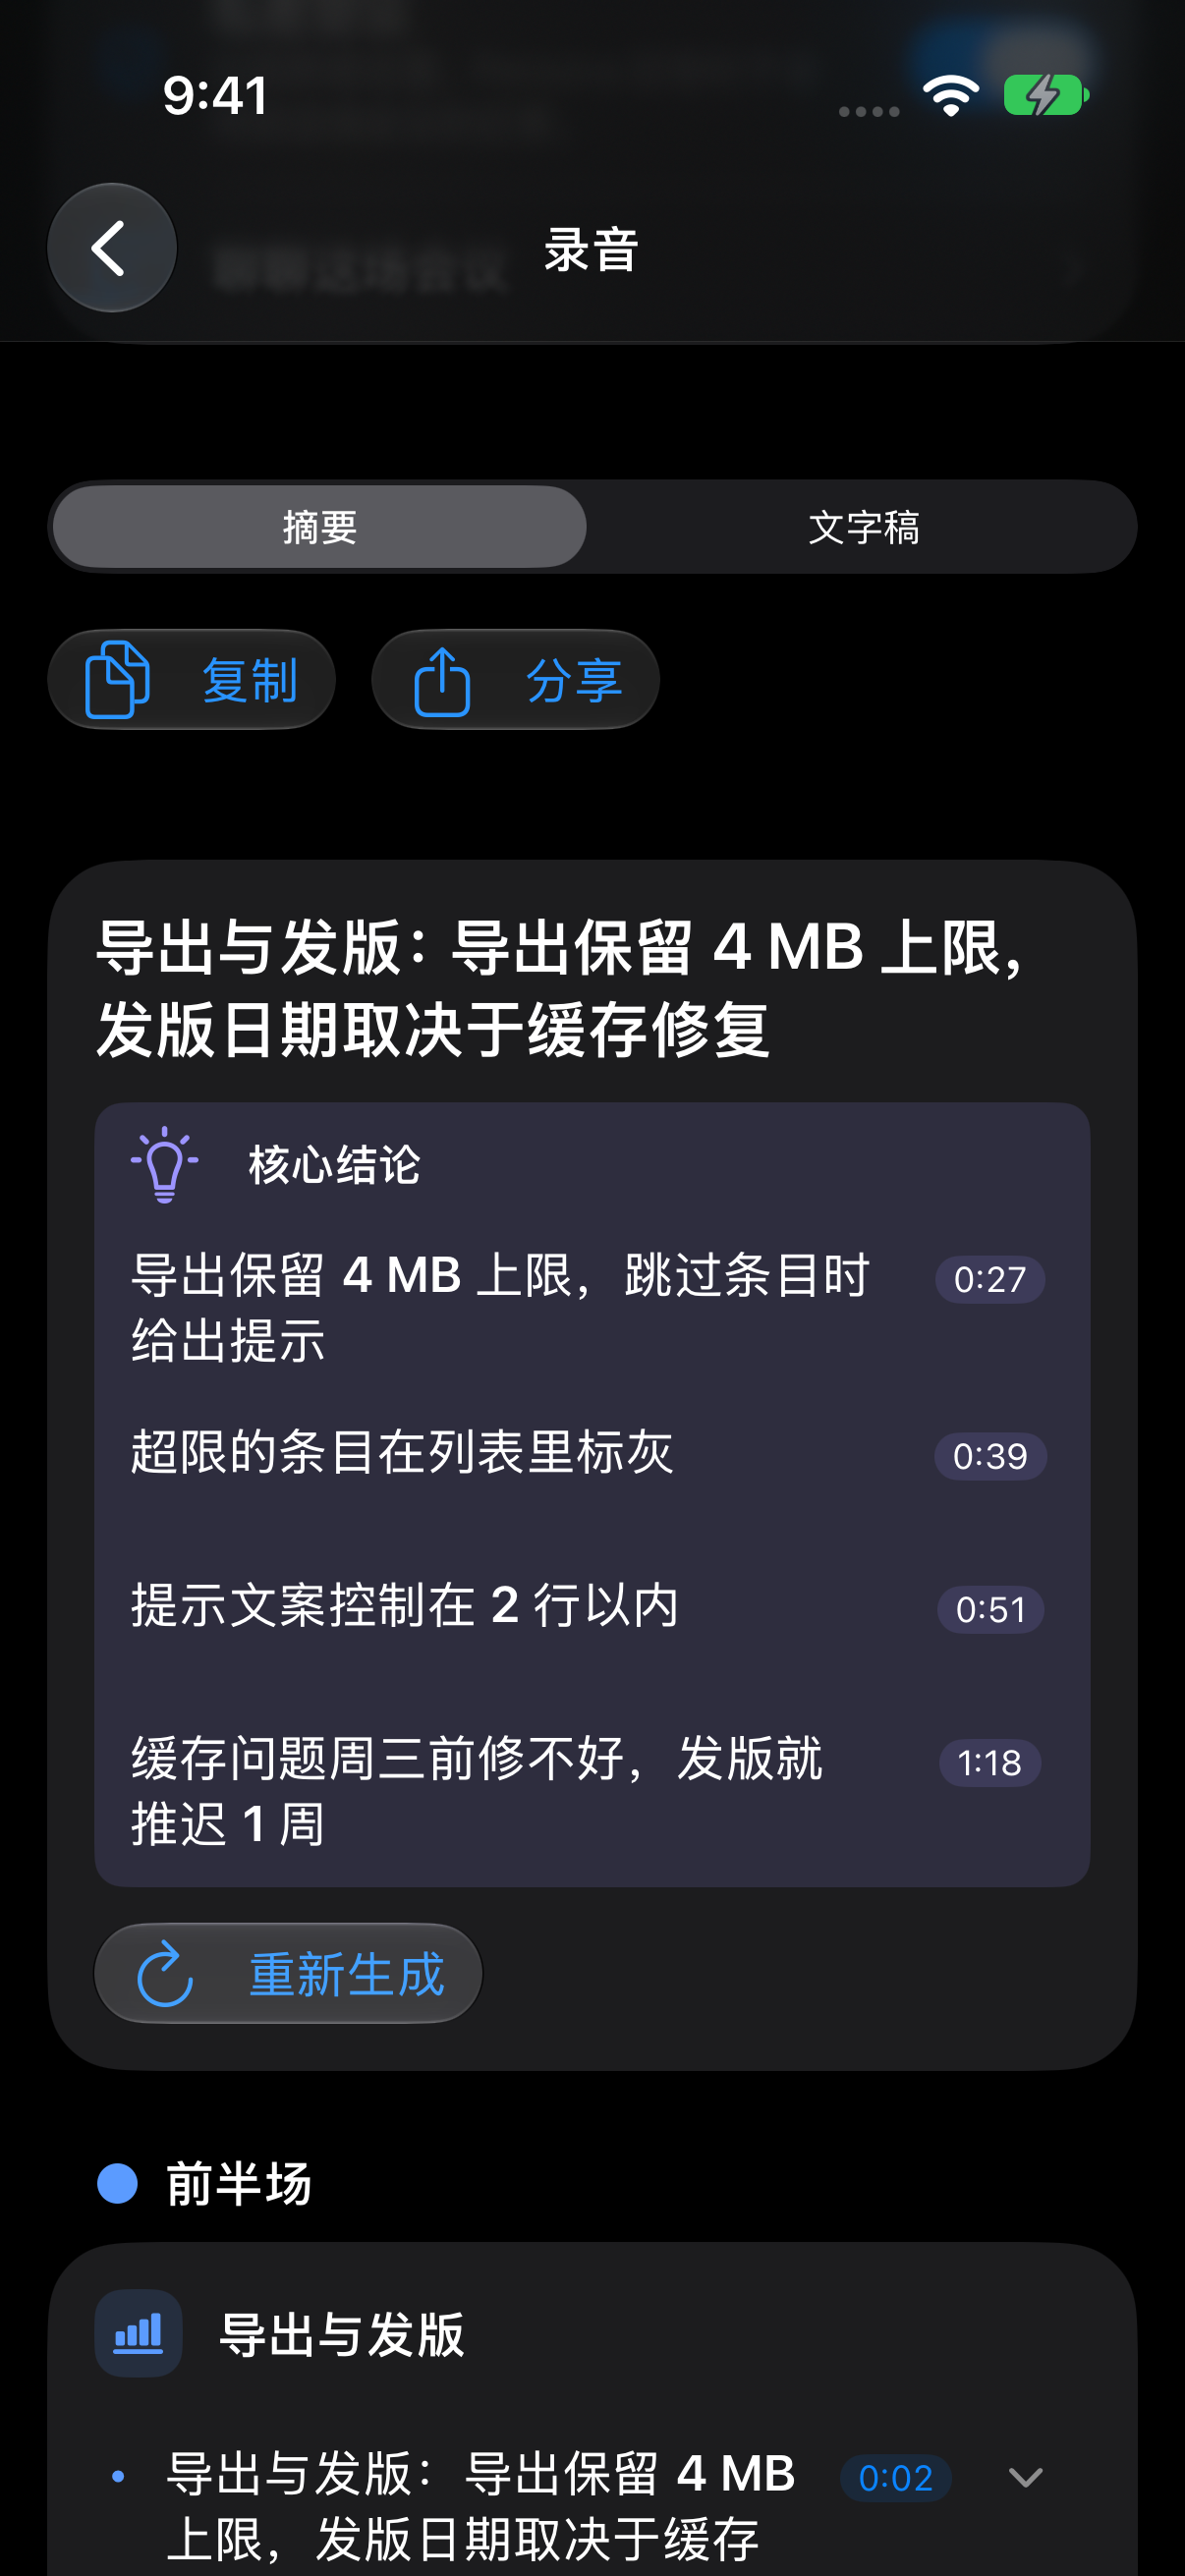 9:41
聊聊这场会议
录音
摘要
文字稿
复制
分享
导出与发版：导出保留 4 MB 上限，
发版日期取决于缓存修复
核心结论
导出保留 4 MB 上限，跳过条目时
给出提示
0:27
超限的条目在列表里标灰
0:39
提示文案控制在 2 行以内
0:51
缓存问题周三前修不好，发版就
推迟 1 周
1:18
重新生成
前半场
导出与发版
导出与发版：导出保留 4 MB
上限，发版日期取决于缓存
0:02